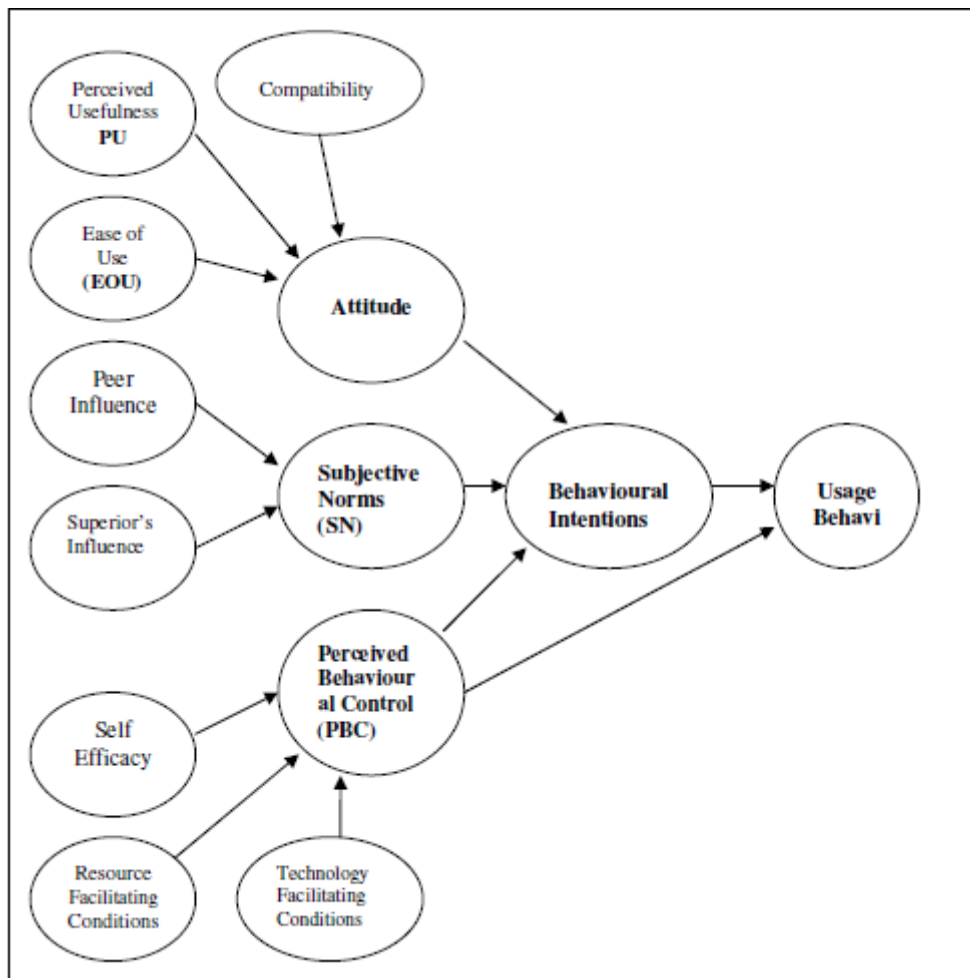 Perceived
Usefulness
PU
Compatibility
Ease of
Use
(EOU)
Attitude
Peer
Influence
Subjective
Norms
(SN)
Behavioural
Intentions
Usage
Behavi
Superior's
Influence
Perceived
Behaviour
al Control
(PBC)
Self
Efficacy
Resource
Facilitating
Conditions
Technology
Facilitating
Conditions